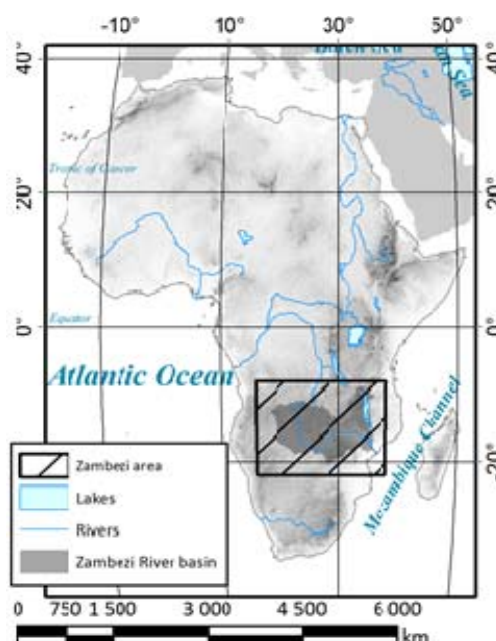 -10° 10° 30° 50°
Black Sea
40° 40°
Tropic of Cancer
20° 20°
Equator
0° 0°
Atlantic Ocean
Mozambique Channel
-20°
Zambezi area
Lakes
Rivers
Zambezi River basin
0 750 1 500 3 000 4 500 6 000
km